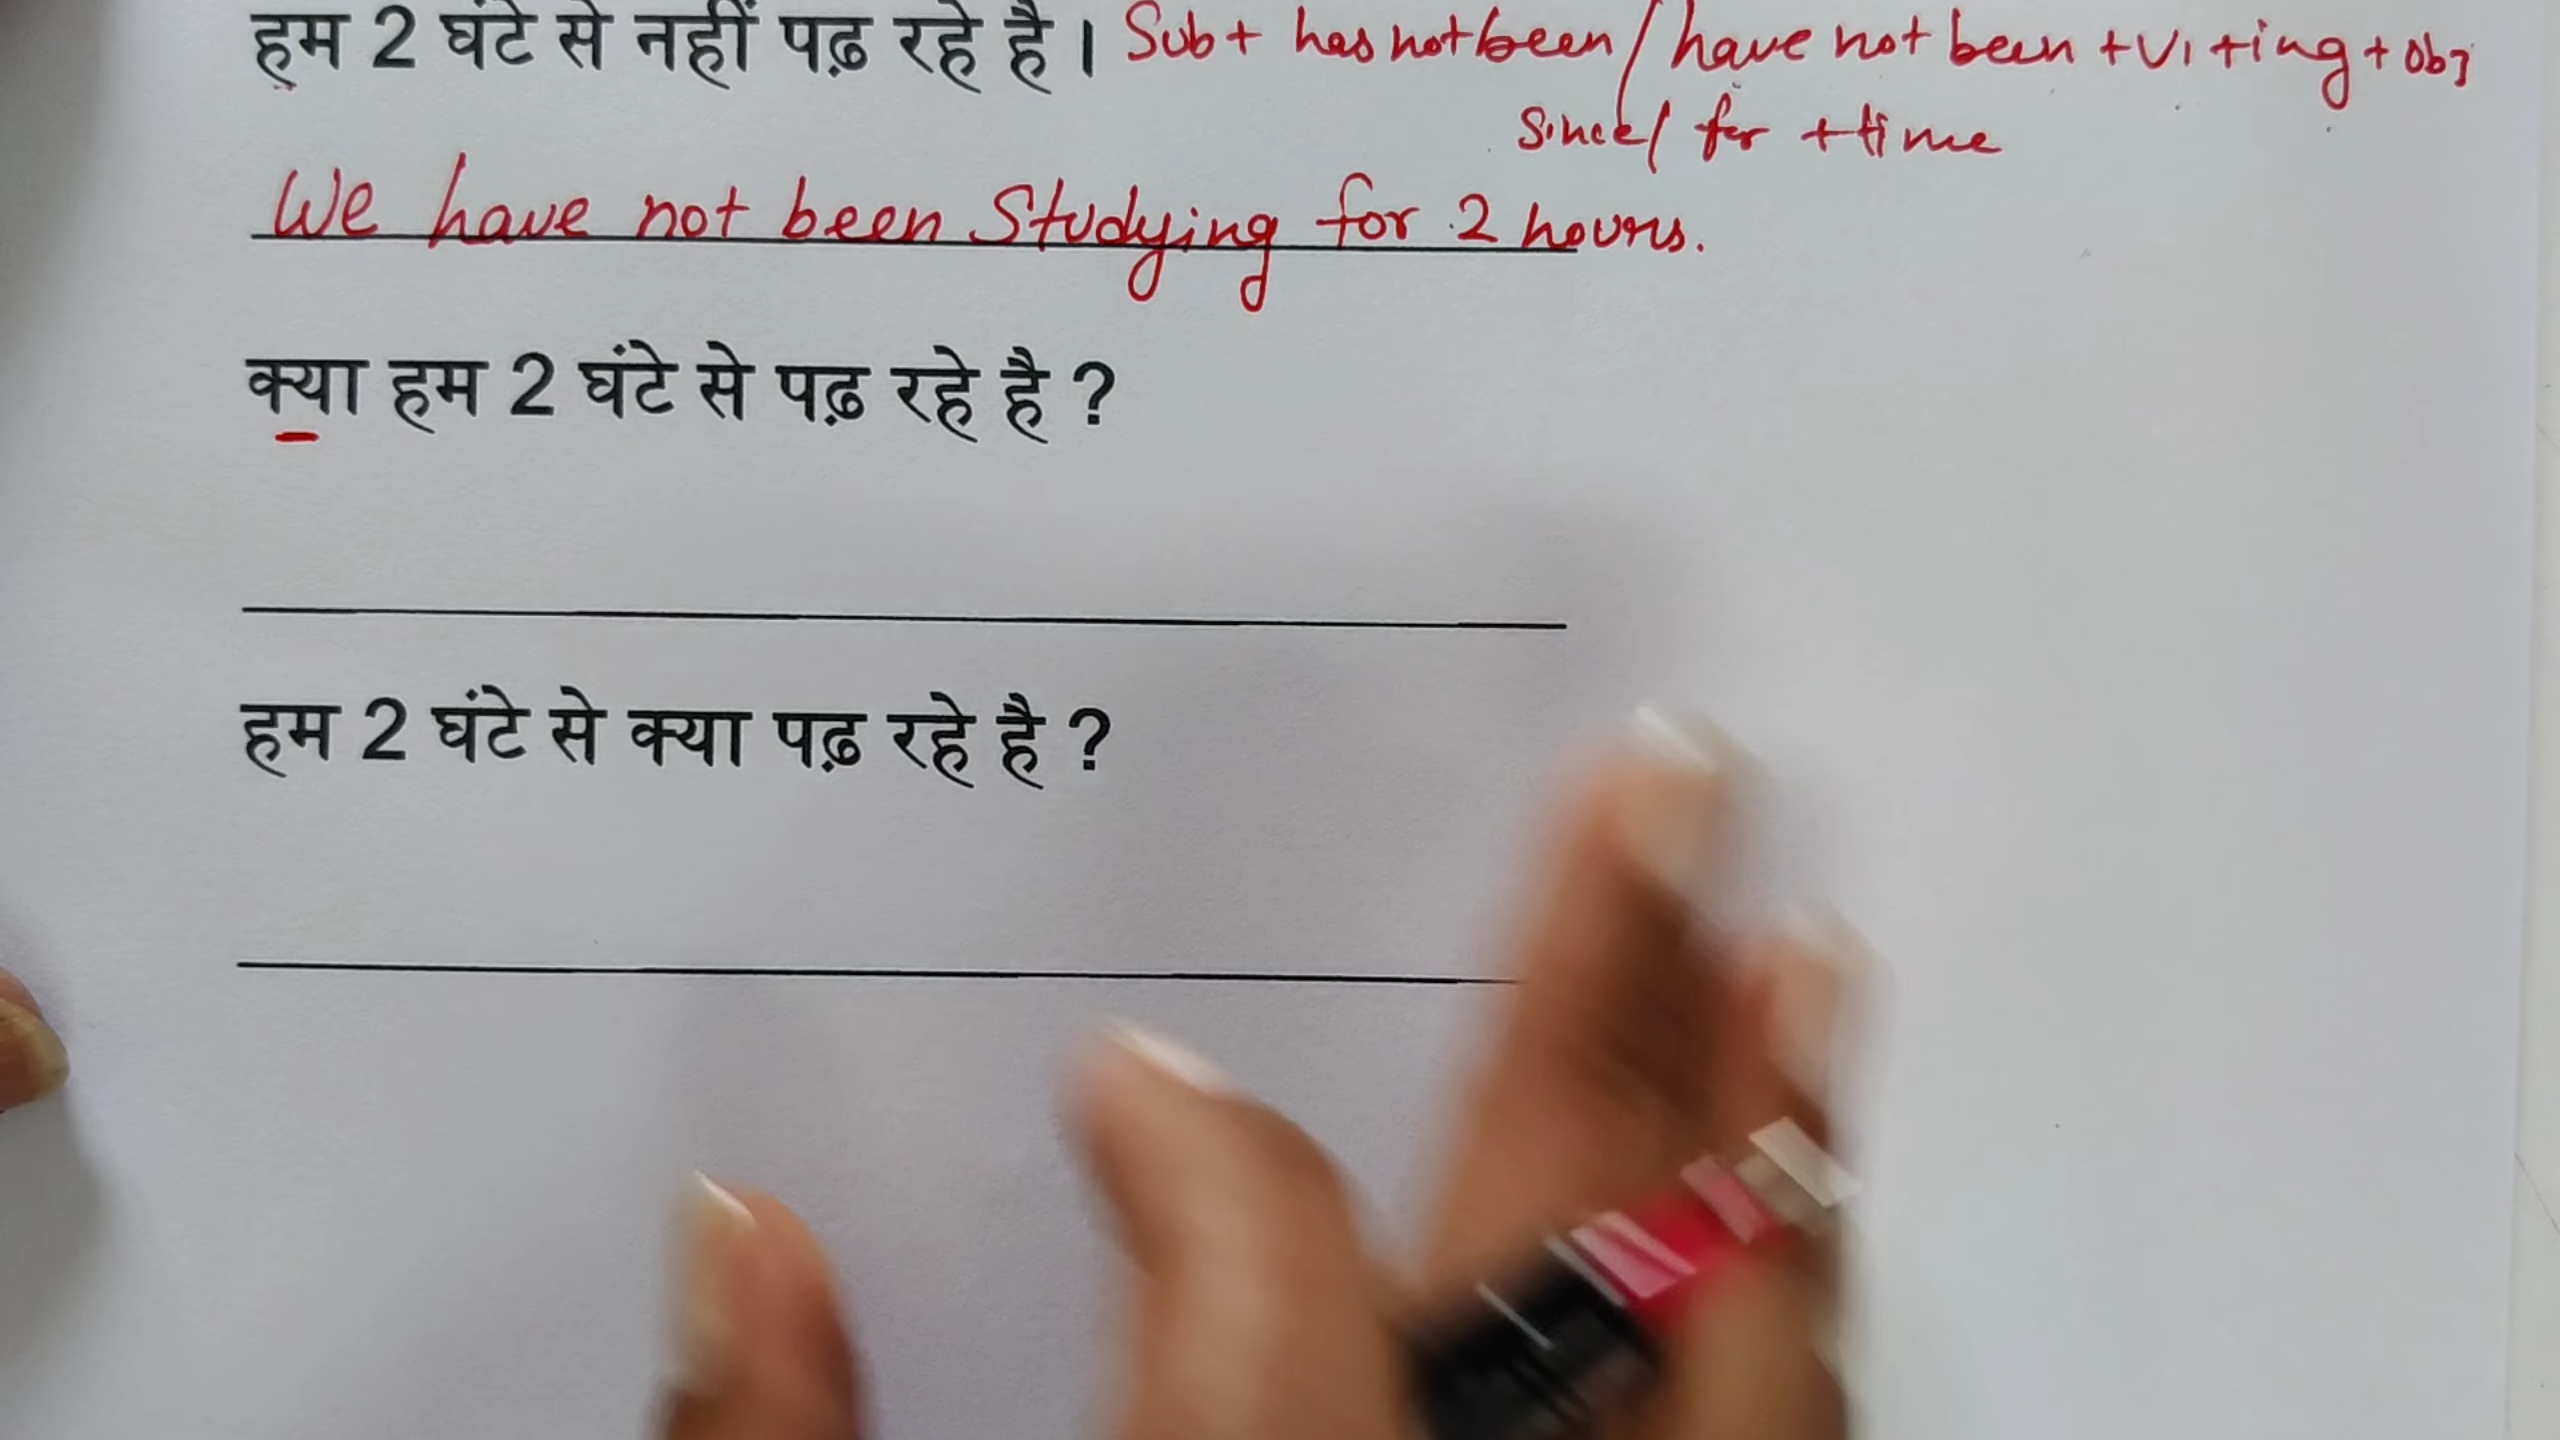 हम 2 घंटे से नहीं पढ़ रहे है । Sub + has not been / have not been + V1 + ing + obj
since / for + time
We have not been Studying for 2 hours.
क्या हम 2 घंटे से पढ़ रहे है ?
हम 2 घंटे से क्या पढ़ रहे है ?